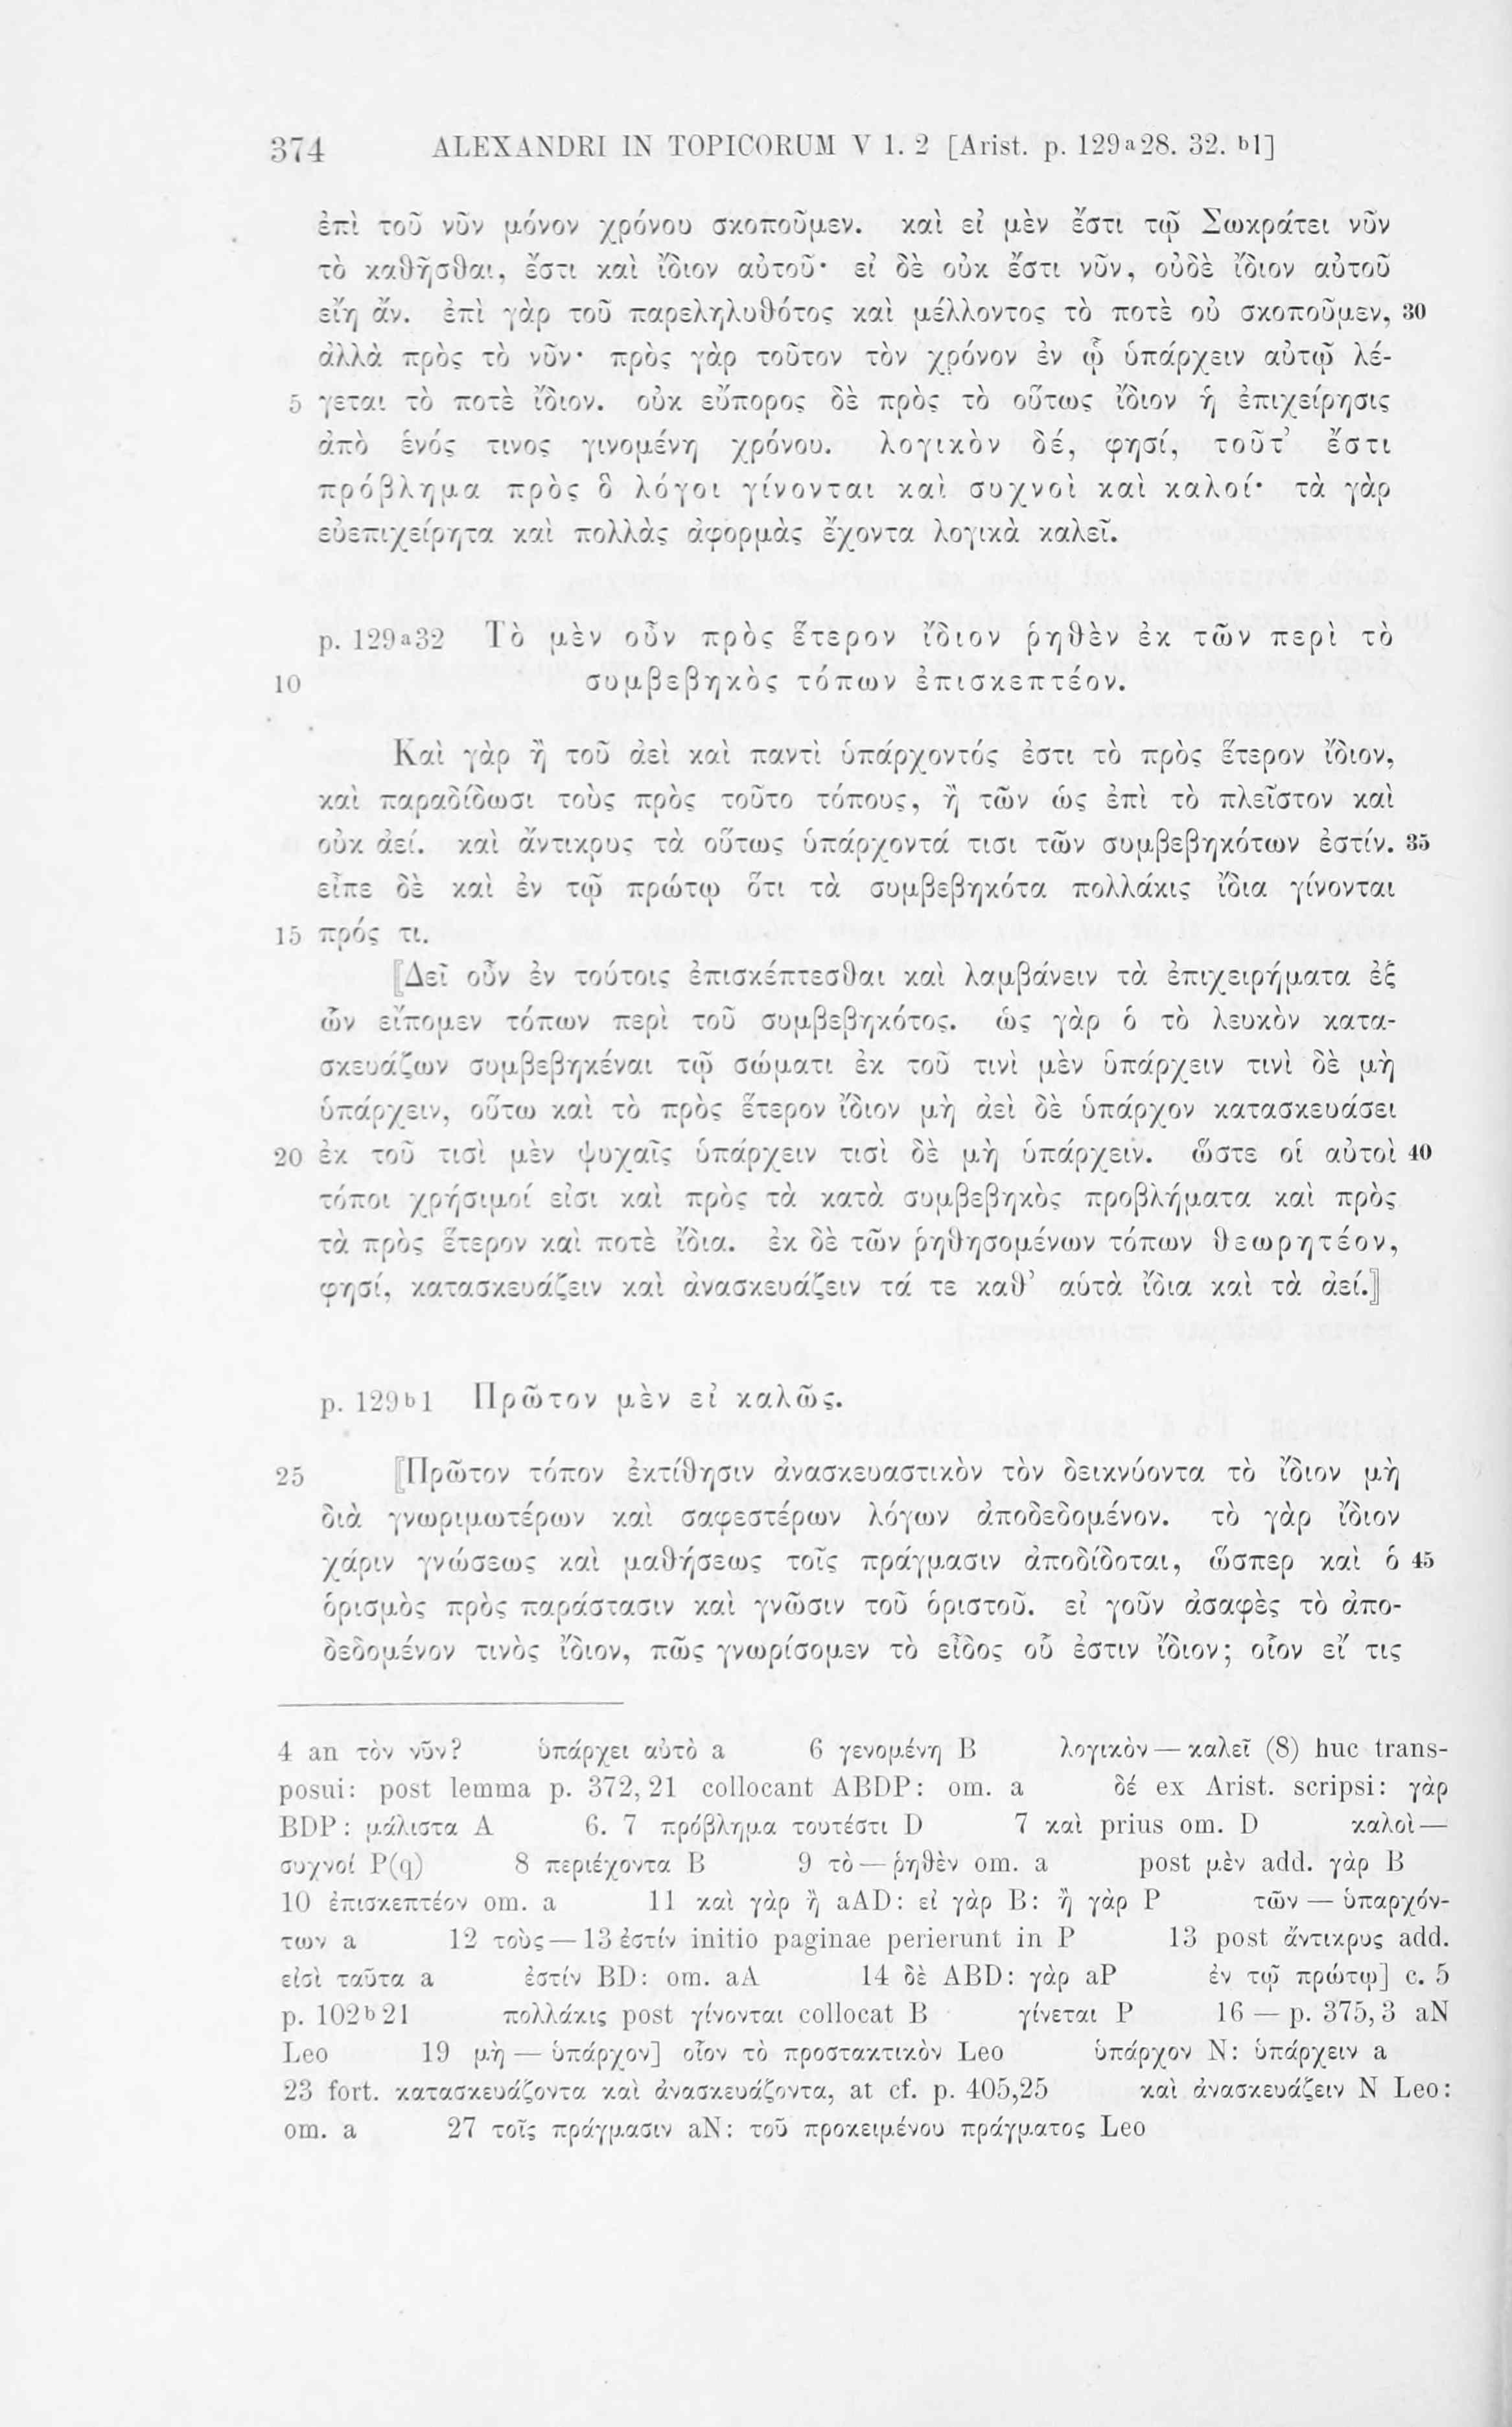 374 ALEXANDRI IN TOPICORUM V 1. 2 [Arist. p. 129a28. 32. b1]
ἐπὶ τοῦ νῦν μόνον χρόνου σκοποῦμεν. καὶ εἰ μὲν ἔστι τῷ Σωκράτει νῦν
τὸ καθῆσθαι, ἔστι καὶ ἴδιον αὐτοῦ· εἰ δὲ οὐκ ἔστι νῦν, οὐδὲ ἴδιον αὐτοῦ
εἴη ἄν. ἐπὶ γὰρ τοῦ παρεληλυθότος καὶ μέλλοντος τὸ ποτὲ οὐ σκοποῦμεν, 30
ἀλλὰ πρὸς τὸ νῦν· πρὸς γὰρ τοῦτον τὸν χρόνον ἐν ᾧ ὑπάρχειν αὐτῷ λέ-
5 γεται τὸ ποτὲ ἴδιον. οὐκ εὔπορος δὲ πρὸς τὸ οὕτως ἴδιον ἡ ἐπιχείρησις
ἀπὸ ἑνός τινος γινομένη χρόνου. λογικὸν δέ, φησί, τοῦτ’ ἔστι
πρόβλημα πρὸς ὃ λόγοι γίνονται καὶ συχνοὶ καὶ καλοί· τὰ γὰρ
εὐεπιχείρητα καὶ πολλὰς ἀφορμὰς ἔχοντα λογικὰ καλεῖ.
p. 129a32 Τὸ μὲν οὖν πρὸς ἕτερον ἴδιον ῥηθὲν ἐκ τῶν περὶ τὸ
10 συμβεβηκὸς τόπων ἐπισκεπτέον.
Καὶ γὰρ ἢ τοῦ ἀεὶ καὶ παντὶ ὑπάρχοντός ἐστι τὸ πρὸς ἕτερον ἴδιον,
καὶ παραδίδωσι τοὺς πρὸς τοῦτο τόπους, ἢ τῶν ὡς ἐπὶ τὸ πλεῖστον καὶ
οὐκ ἀεί. καὶ ἄντικρυς τὰ οὕτως ὑπάρχοντά τισι τῶν συμβεβηκότων ἐστίν. 35
εἶπε δὲ καὶ ἐν τῷ πρώτῳ ὅτι τὰ συμβεβηκότα πολλάκις ἴδια γίνονται
15 πρός τι.
⟦Δεῖ οὖν ἐν τούτοις ἐπισκέπτεσθαι καὶ λαμβάνειν τὰ ἐπιχειρήματα ἐξ
ὧν εἴπομεν τόπων περὶ τοῦ συμβεβηκότος. ὡς γὰρ ὁ τὸ λευκὸν κατα-
σκευάζων συμβεβηκέναι τῷ σώματι ἐκ τοῦ τινὶ μὲν ὑπάρχειν τινὶ δὲ μὴ
ὑπάρχειν, οὕτω καὶ τὸ πρὸς ἕτερον ἴδιον μὴ ἀεὶ δὲ ὑπάρχον κατασκευάσει
20 ἐκ τοῦ τισὶ μὲν ψυχαῖς ὑπάρχειν τισὶ δὲ μὴ ὑπάρχειν. ὥστε οἱ αὐτοὶ 40
τόποι χρήσιμοί εἰσι καὶ πρὸς τὰ κατὰ συμβεβηκὸς προβλήματα καὶ πρὸς
τὰ πρὸς ἕτερον καὶ ποτὲ ἴδια. ἐκ δὲ τῶν ῥηθησομένων τόπων θεωρητέον,
φησί, κατασκευάζειν καὶ ἀνασκευάζειν τά τε καθ’ αὑτὰ ἴδια καὶ τὰ ἀεί.⟧
p. 129b1 Πρῶτον μὲν εἰ καλῶς.
25 ⟦Πρῶτον τόπον ἐκτίθησιν ἀνασκευαστικὸν τὸν δεικνύοντα τὸ ἴδιον μὴ
διὰ γνωριμωτέρων καὶ σαφεστέρων λόγων ἀποδεδομένον. τὸ γὰρ ἴδιον
χάριν γνώσεως καὶ μαθήσεως τοῖς πράγμασιν ἀποδίδοται, ὥσπερ καὶ ὁ 45
ὁρισμὸς πρὸς παράστασιν καὶ γνῶσιν τοῦ ὁριστοῦ. εἰ γοῦν ἀσαφὲς τὸ ἀπο-
δεδομένον τινὸς ἴδιον, πῶς γνωρίσομεν τὸ εἶδος οὗ ἐστιν ἴδιον; οἷον εἴ τις
4 an τὸν νῦν? ὑπάρχει αὐτὸ a 6 γενομένη B λογικὸν — καλεῖ (8) huc trans-
posui: post lemma p. 372,21 collocant ABDP: om. a δέ ex Arist. scripsi: γὰρ
BDP: μάλιστα A 6. 7 πρόβλημα τουτέστι D 7 καὶ prius om. D καλοὶ —
συχνοί P(q) 8 περιέχοντα B 9 τὸ — ῥηθὲν om. a post μὲν add. γὰρ B
10 ἐπισκεπτέον om. a 11 καὶ γὰρ ἢ aAD: εἰ γὰρ B: ἢ γὰρ P τῶν — ὑπαρχόν-
των a 12 τοὺς — 13 ἐστίν initio paginae perierunt in P 13 post ἄντικρυς add.
εἰσὶ ταῦτα a ἐστίν BD: om. aA 14 δὲ ABD: γὰρ aP ἐν τῷ πρώτῳ] c. 5
p. 102b21 πολλάκις post γίνονται collocat B γίνεται P 16 — p. 375,3 aN
Leo 19 μὴ — ὑπάρχον] οἷον τὸ προστακτικὸν Leo ὑπάρχον N: ὑπάρχειν a
23 fort. κατασκευάζοντα καὶ ἀνασκευάζοντα, at cf. p. 405,25 καὶ ἀνασκευάζειν N Leo:
om. a 27 τοῖς πράγμασιν aN: τοῦ προκειμένου πράγματος Leo